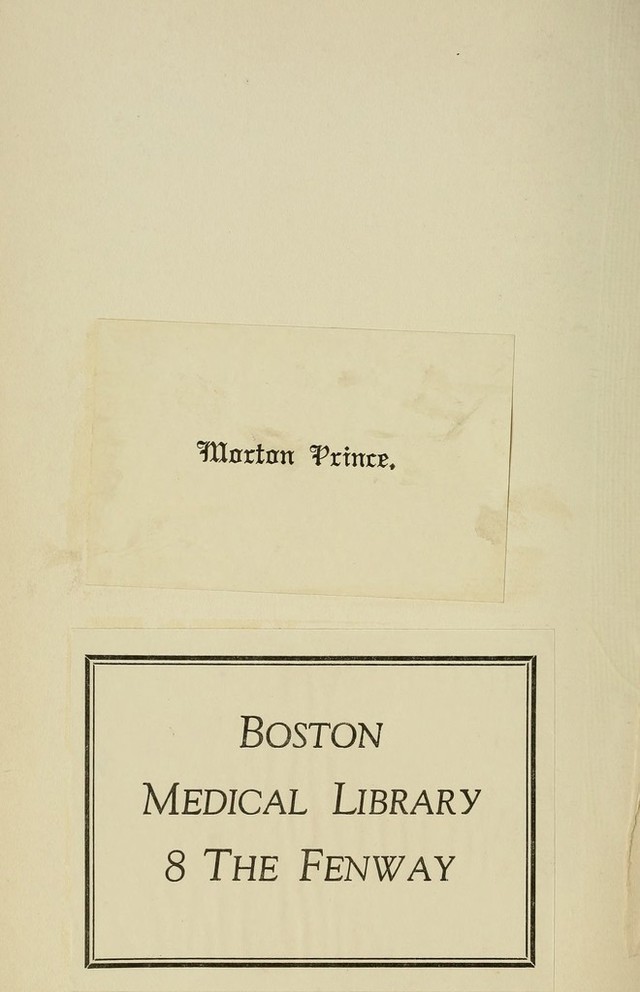 Morton Prince.
BOSTON
MEDICAL LIBRARY
8 THE FENWAY